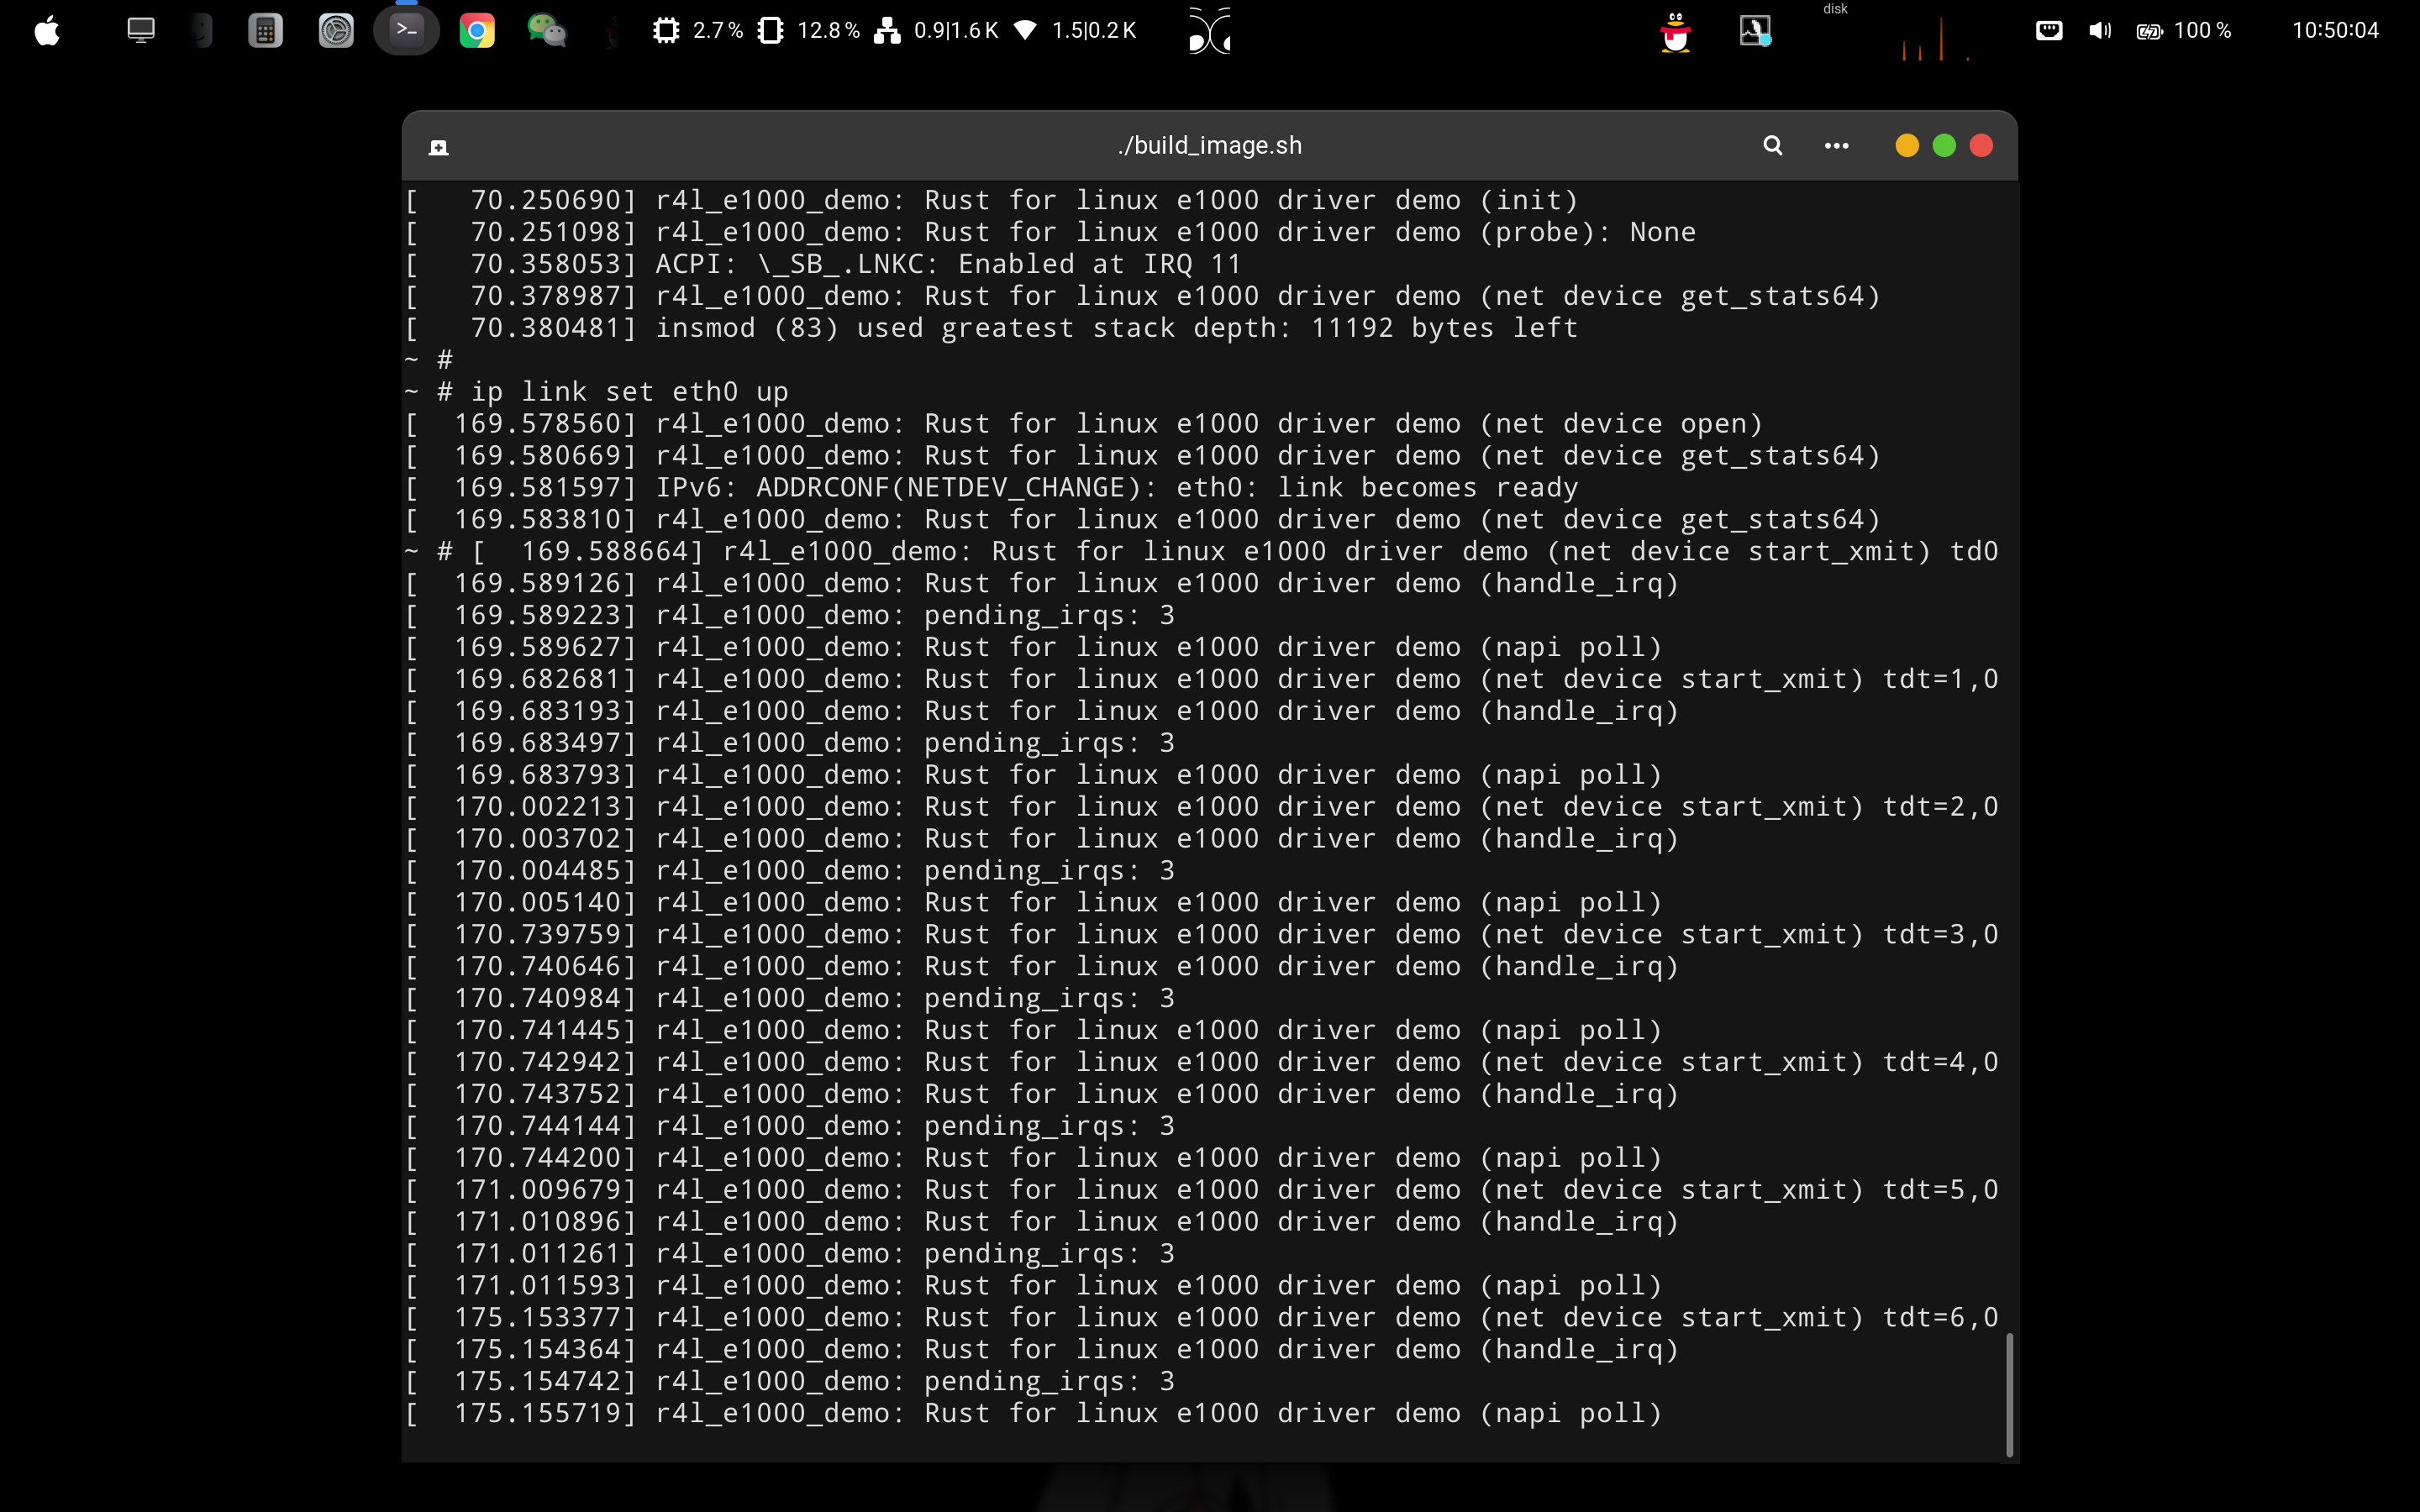 disk
2.7 % 12.8 % 0.9|1.6 K 1.5|0.2 K 100 % 10:50:04
./build_image.sh
[   70.250690] r4l_e1000_demo: Rust for linux e1000 driver demo (init)
[   70.251098] r4l_e1000_demo: Rust for linux e1000 driver demo (probe): None
[   70.358053] ACPI: \_SB_.LNKC: Enabled at IRQ 11
[   70.378987] r4l_e1000_demo: Rust for linux e1000 driver demo (net device get_stats64)
[   70.380481] insmod (83) used greatest stack depth: 11192 bytes left
~ #
~ # ip link set eth0 up
[  169.578560] r4l_e1000_demo: Rust for linux e1000 driver demo (net device open)
[  169.580669] r4l_e1000_demo: Rust for linux e1000 driver demo (net device get_stats64)
[  169.581597] IPv6: ADDRCONF(NETDEV_CHANGE): eth0: link becomes ready
[  169.583810] r4l_e1000_demo: Rust for linux e1000 driver demo (net device get_stats64)
~ # [  169.588664] r4l_e1000_demo: Rust for linux e1000 driver demo (net device start_xmit) td0
[  169.589126] r4l_e1000_demo: Rust for linux e1000 driver demo (handle_irq)
[  169.589223] r4l_e1000_demo: pending_irqs: 3
[  169.589627] r4l_e1000_demo: Rust for linux e1000 driver demo (napi poll)
[  169.682681] r4l_e1000_demo: Rust for linux e1000 driver demo (net device start_xmit) tdt=1,0
[  169.683193] r4l_e1000_demo: Rust for linux e1000 driver demo (handle_irq)
[  169.683497] r4l_e1000_demo: pending_irqs: 3
[  169.683793] r4l_e1000_demo: Rust for linux e1000 driver demo (napi poll)
[  170.002213] r4l_e1000_demo: Rust for linux e1000 driver demo (net device start_xmit) tdt=2,0
[  170.003702] r4l_e1000_demo: Rust for linux e1000 driver demo (handle_irq)
[  170.004485] r4l_e1000_demo: pending_irqs: 3
[  170.005140] r4l_e1000_demo: Rust for linux e1000 driver demo (napi poll)
[  170.739759] r4l_e1000_demo: Rust for linux e1000 driver demo (net device start_xmit) tdt=3,0
[  170.740646] r4l_e1000_demo: Rust for linux e1000 driver demo (handle_irq)
[  170.740984] r4l_e1000_demo: pending_irqs: 3
[  170.741445] r4l_e1000_demo: Rust for linux e1000 driver demo (napi poll)
[  170.742942] r4l_e1000_demo: Rust for linux e1000 driver demo (net device start_xmit) tdt=4,0
[  170.743752] r4l_e1000_demo: Rust for linux e1000 driver demo (handle_irq)
[  170.744144] r4l_e1000_demo: pending_irqs: 3
[  170.744200] r4l_e1000_demo: Rust for linux e1000 driver demo (napi poll)
[  171.009679] r4l_e1000_demo: Rust for linux e1000 driver demo (net device start_xmit) tdt=5,0
[  171.010896] r4l_e1000_demo: Rust for linux e1000 driver demo (handle_irq)
[  171.011261] r4l_e1000_demo: pending_irqs: 3
[  171.011593] r4l_e1000_demo: Rust for linux e1000 driver demo (napi poll)
[  175.153377] r4l_e1000_demo: Rust for linux e1000 driver demo (net device start_xmit) tdt=6,0
[  175.154364] r4l_e1000_demo: Rust for linux e1000 driver demo (handle_irq)
[  175.154742] r4l_e1000_demo: pending_irqs: 3
[  175.155719] r4l_e1000_demo: Rust for linux e1000 driver demo (napi poll)